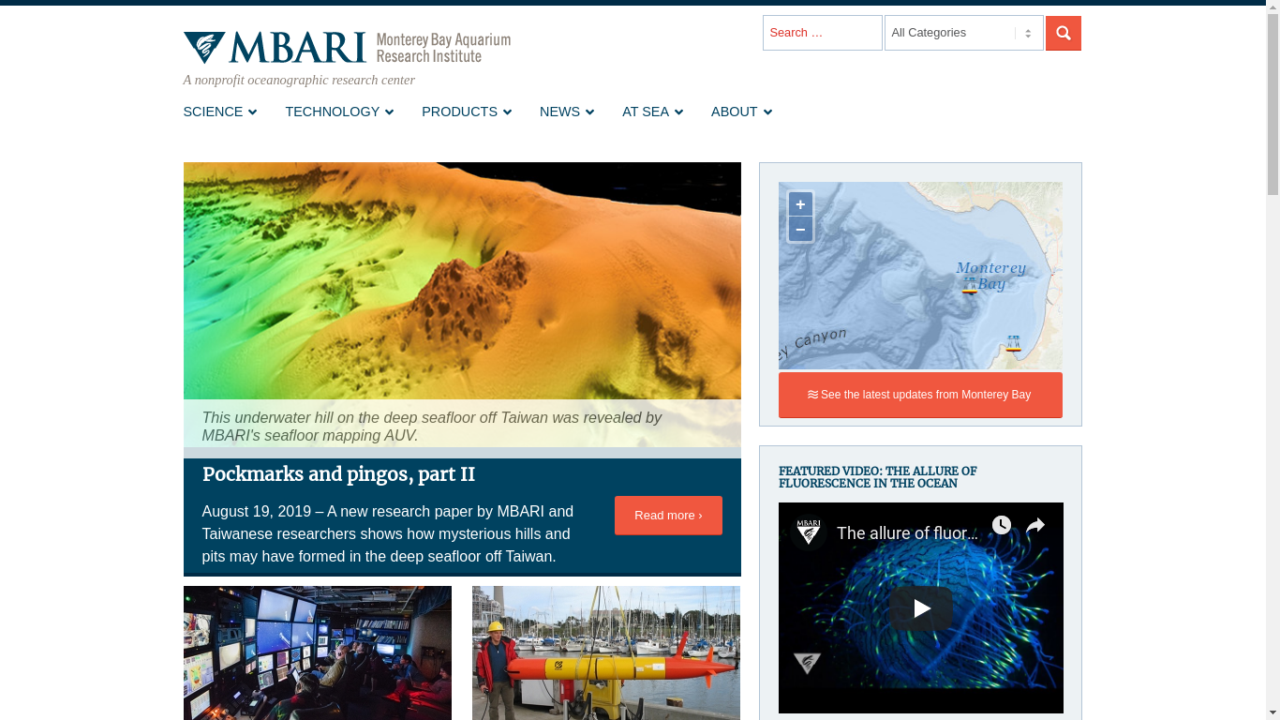 MBARI Monterey Bay Aquarium
Research Institute
A nonprofit oceanographic research center
Search …
All Categories
SCIENCE
TECHNOLOGY
PRODUCTS
NEWS
AT SEA
ABOUT
This underwater hill on the deep seafloor off Taiwan was revealed by
MBARI's seafloor mapping AUV.
Pockmarks and pingos, part II
August 19, 2019 – A new research paper by MBARI and
Taiwanese researchers shows how mysterious hills and
pits may have formed in the deep seafloor off Taiwan.
Read more ›
+
−
Monterey
Bay
ey Canyon
See the latest updates from Monterey Bay
FEATURED VIDEO: THE ALLURE OF
FLUORESCENCE IN THE OCEAN
MBARI
The allure of fluor…